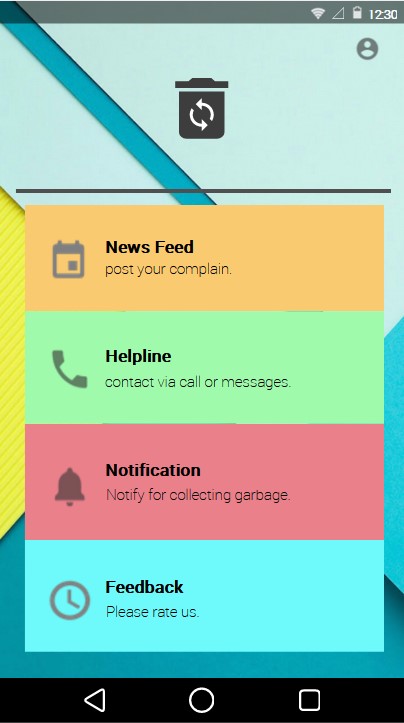 12:30
News Feed
post your complain.
Helpline
contact via call or messages.
Notification
Notify for collecting garbage.
Feedback
Please rate us.